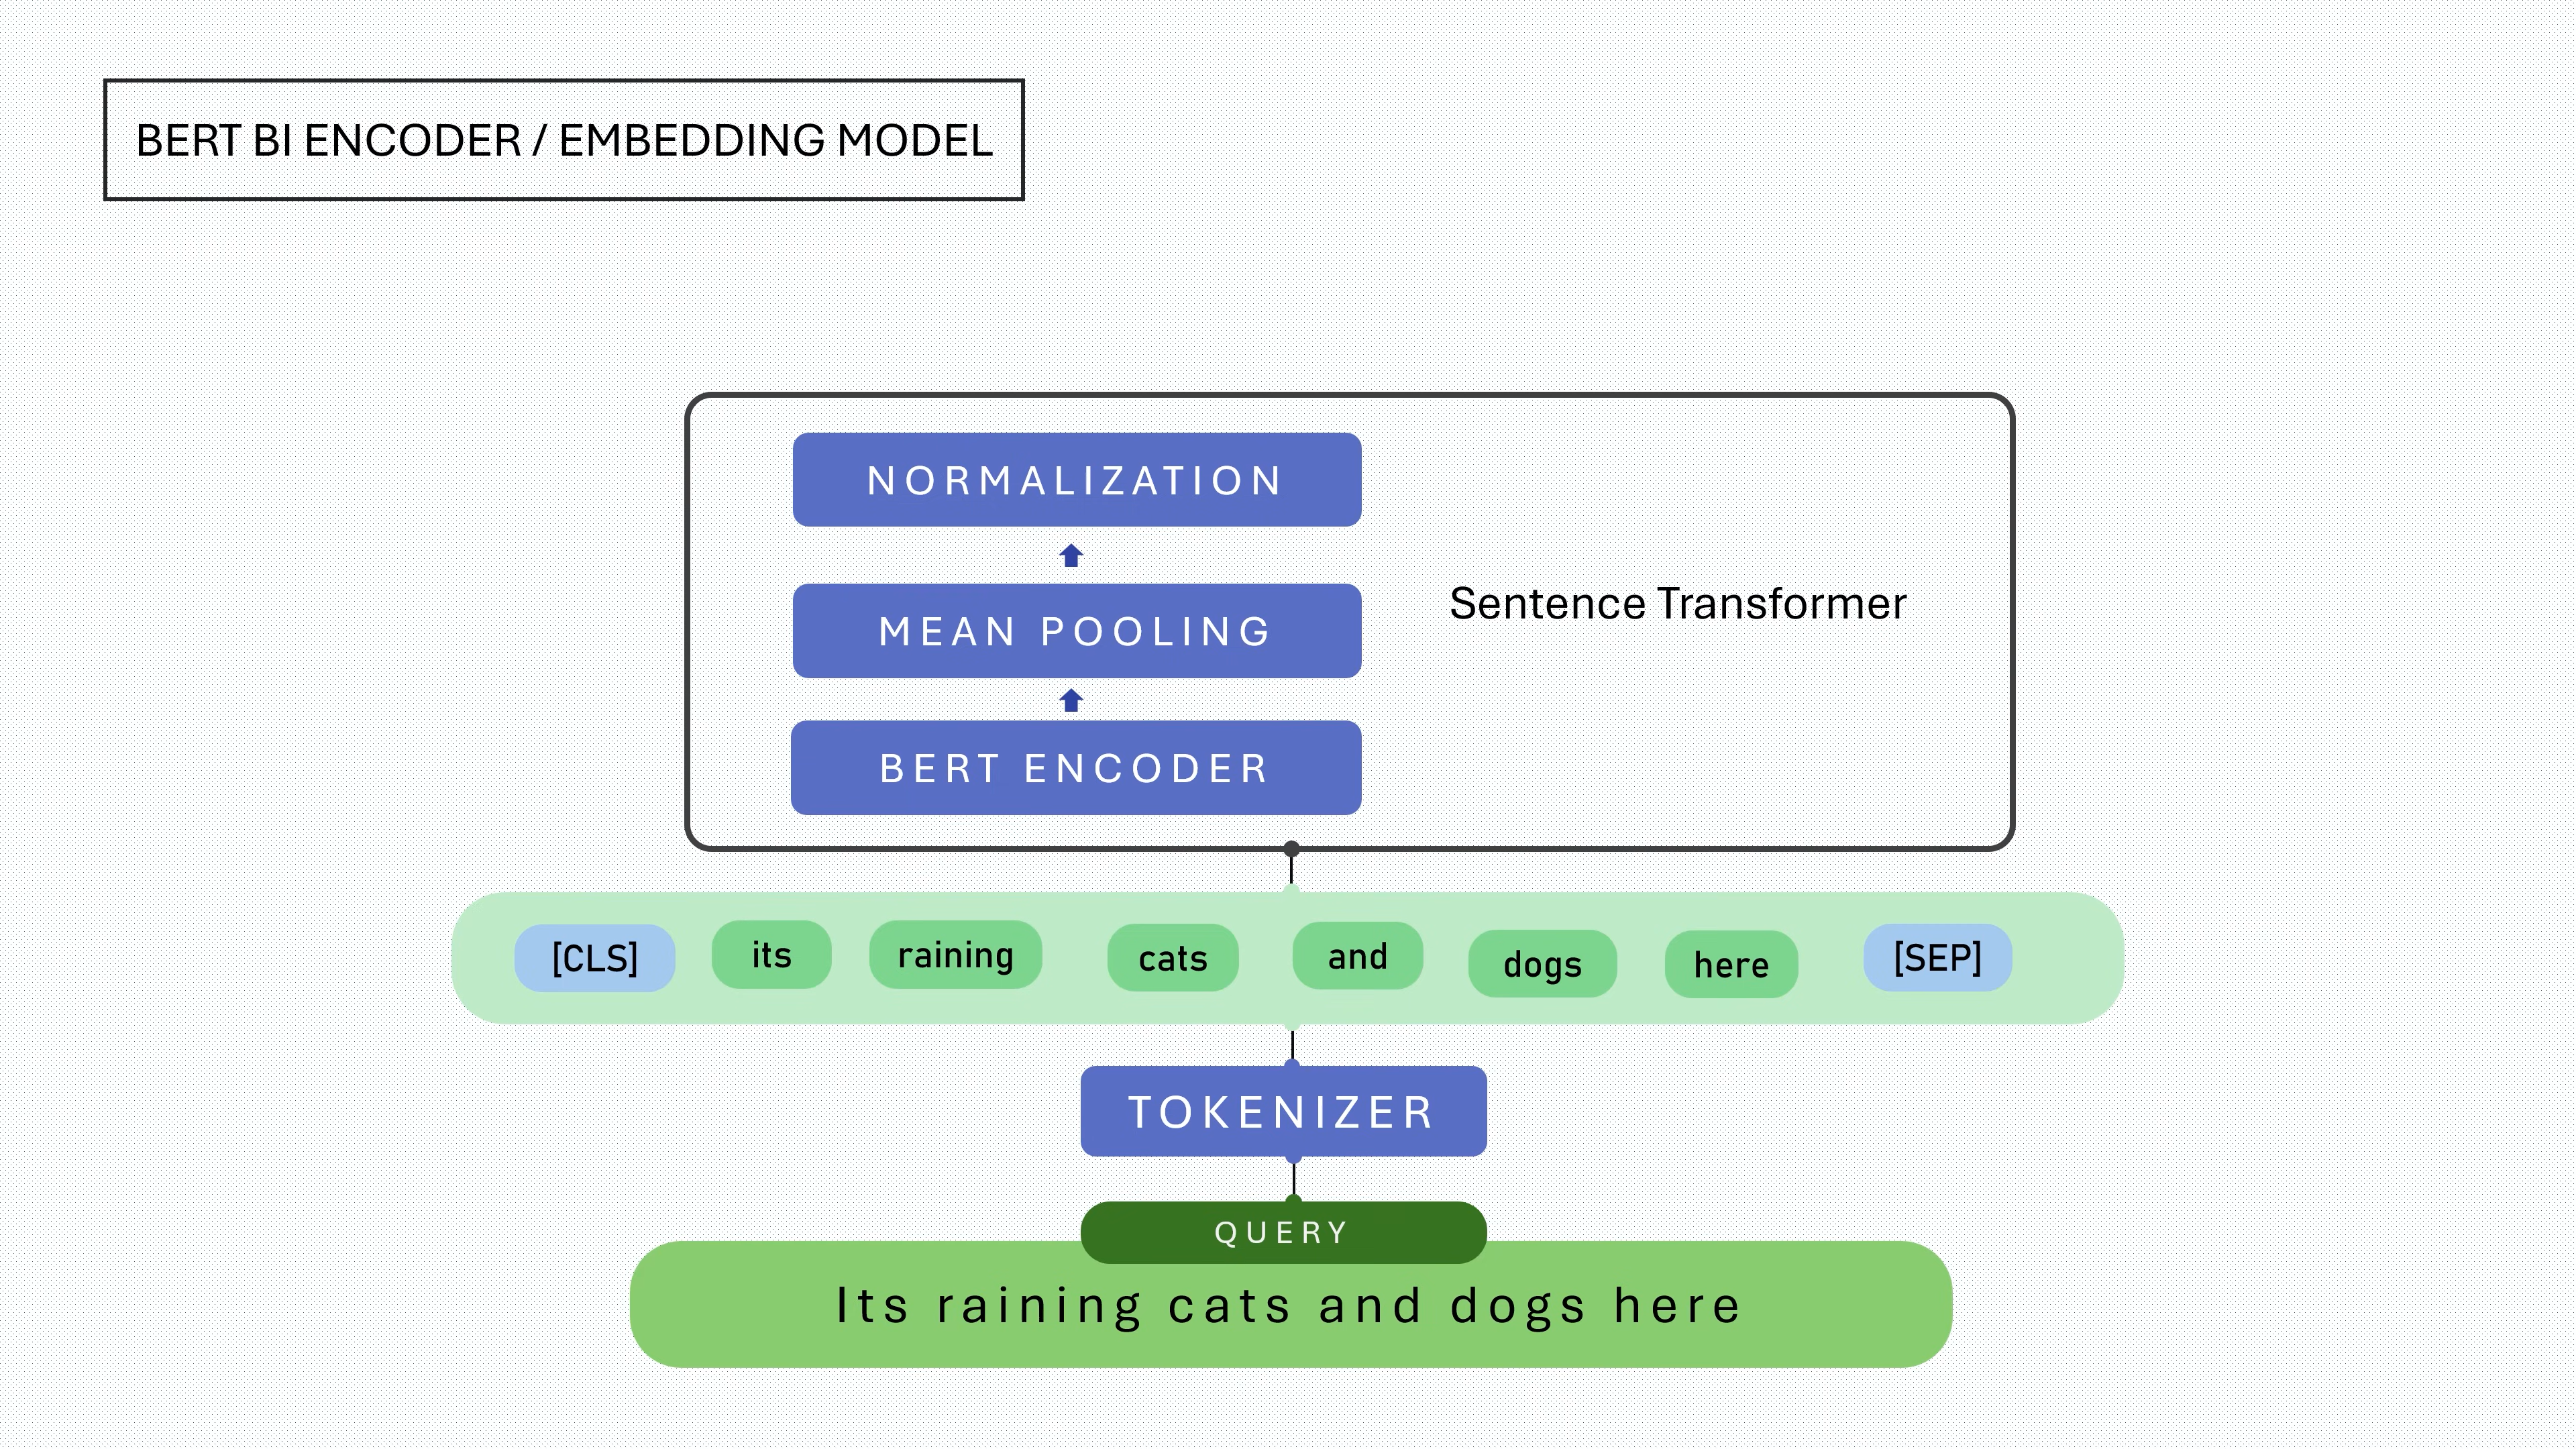 BERT BI ENCODER / EMBEDDING MODEL
NORMALIZATION
MEAN POOLING
Sentence Transformer
BERT ENCODER
[CLS] its raining cats and dogs here [SEP]
TOKENIZER
QUERY
Its raining cats and dogs here